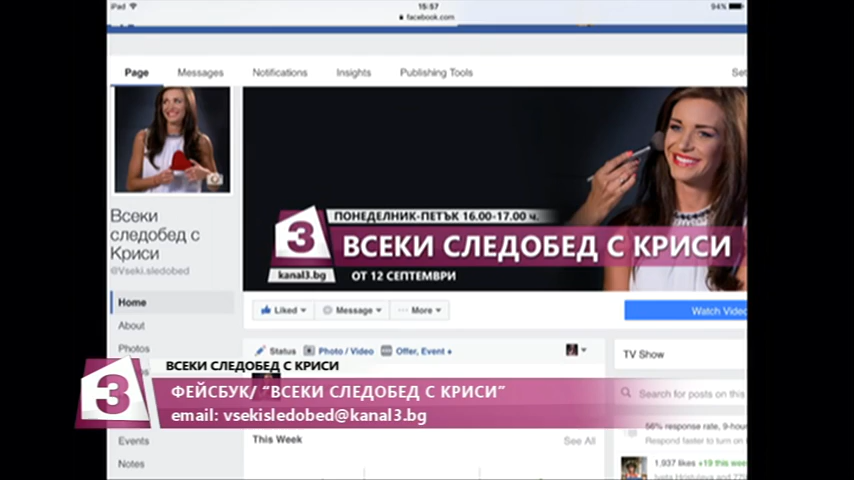 iPad
15:57
94%
facebook.com
Page
Messages
Notifications
Insights
Publishing Tools
Set
ПОНЕДЕЛНИК-ПЕТЪК 16.00-17.00 ч.
3
ВСЕКИ СЛЕДОБЕД С КРИСИ
kanal3.bg
ОТ 12 СЕПТЕМВРИ
Всеки
следобед с
Криси
@Vseki.sledobed
Home
About
Photos
Liked
Message
More
Watch Video
Status
Photo / Video
Offer, Event +
TV Show
Search for posts on this
56% response rate, 9-hour
Respond faster to turn on
1,937 likes +19 this week
This Week
See All
Events
Notes
3
ВСЕКИ СЛЕДОБЕД С КРИСИ
ФЕЙСБУК/ “ВСЕКИ СЛЕДОБЕД С КРИСИ”
email: vsekisledobed@kanal3.bg